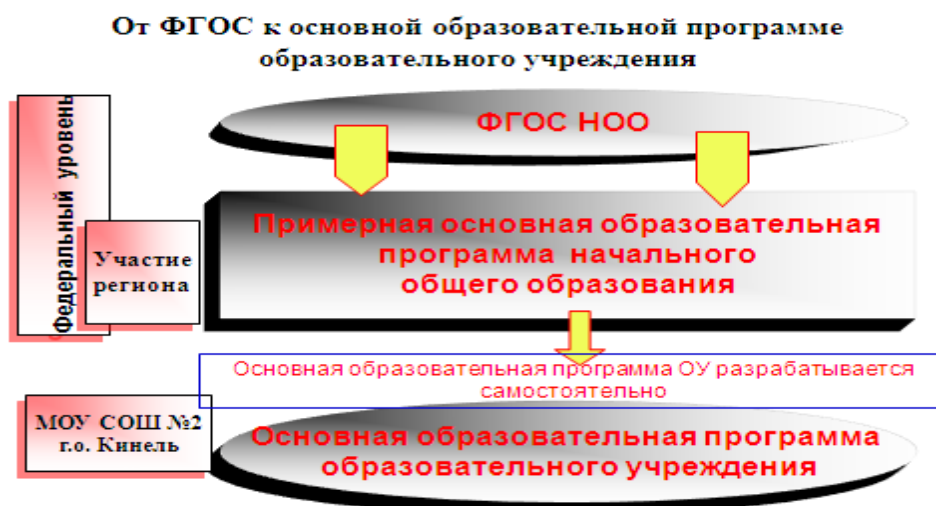 От ФГОС к основной образовательной программе
образовательного учреждения
Федеральный уровень
ФГОС НОО
Участие
региона
Примерная основная образовательная
программа начального
общего образования
Основная образовательная программа ОУ разрабатывается
самостоятельно
МОУ СОШ №2
г.о. Кинель
Основная образовательная программа
образовательного учреждения